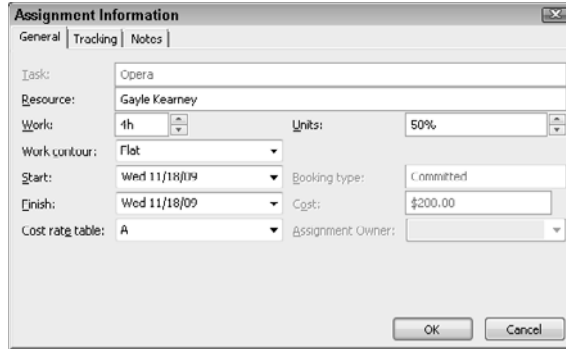 Assignment Information
General Tracking Notes
Task: Opera
Resource: Gayle Kearney
Work: 4h Units: 50%
Work contour: Flat
Start: Wed 11/18/09 Booking type: Committed
Finish: Wed 11/18/09 Cost: $200.00
Cost rate table: A Assignment Owner:
OK Cancel